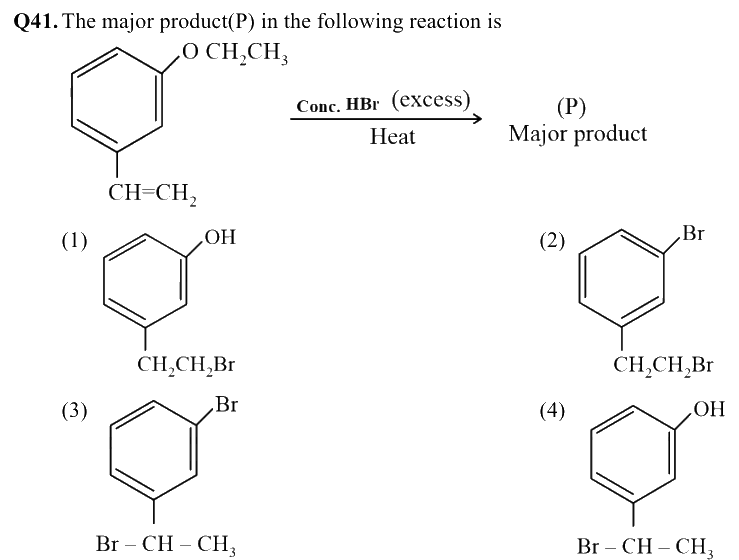 Q41. The major product(P) in the following reaction is
O CH₂CH₃
Conc. HBr (excess)
Heat
(P)
Major product
CH=CH₂
(1)
OH
CH₂CH₂Br
(2)
Br
CH₂CH₂Br
(3)
Br
Br – CH – CH₃
(4)
OH
Br – CH – CH₃